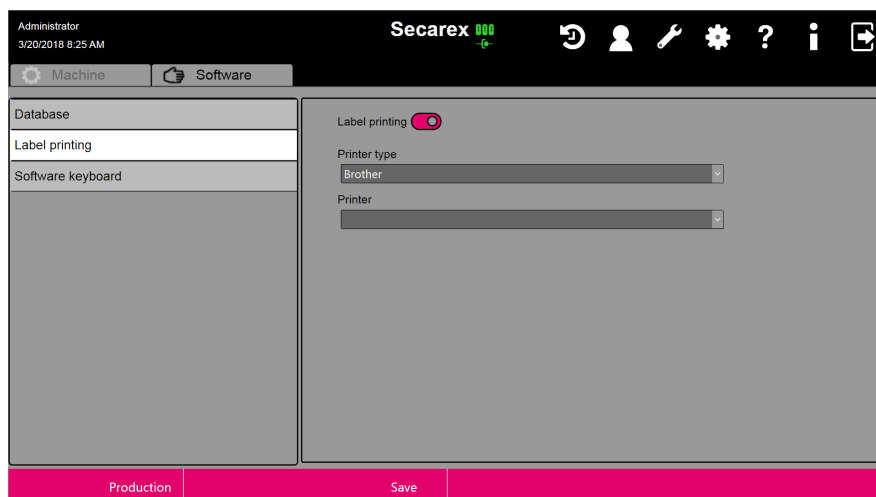 Administrator
3/20/2018 8:25 AM
Secarex
?
i
Machine
Software
Database
Label printing
Software keyboard
Label printing
Printer type
Brother
Printer
Production
Save